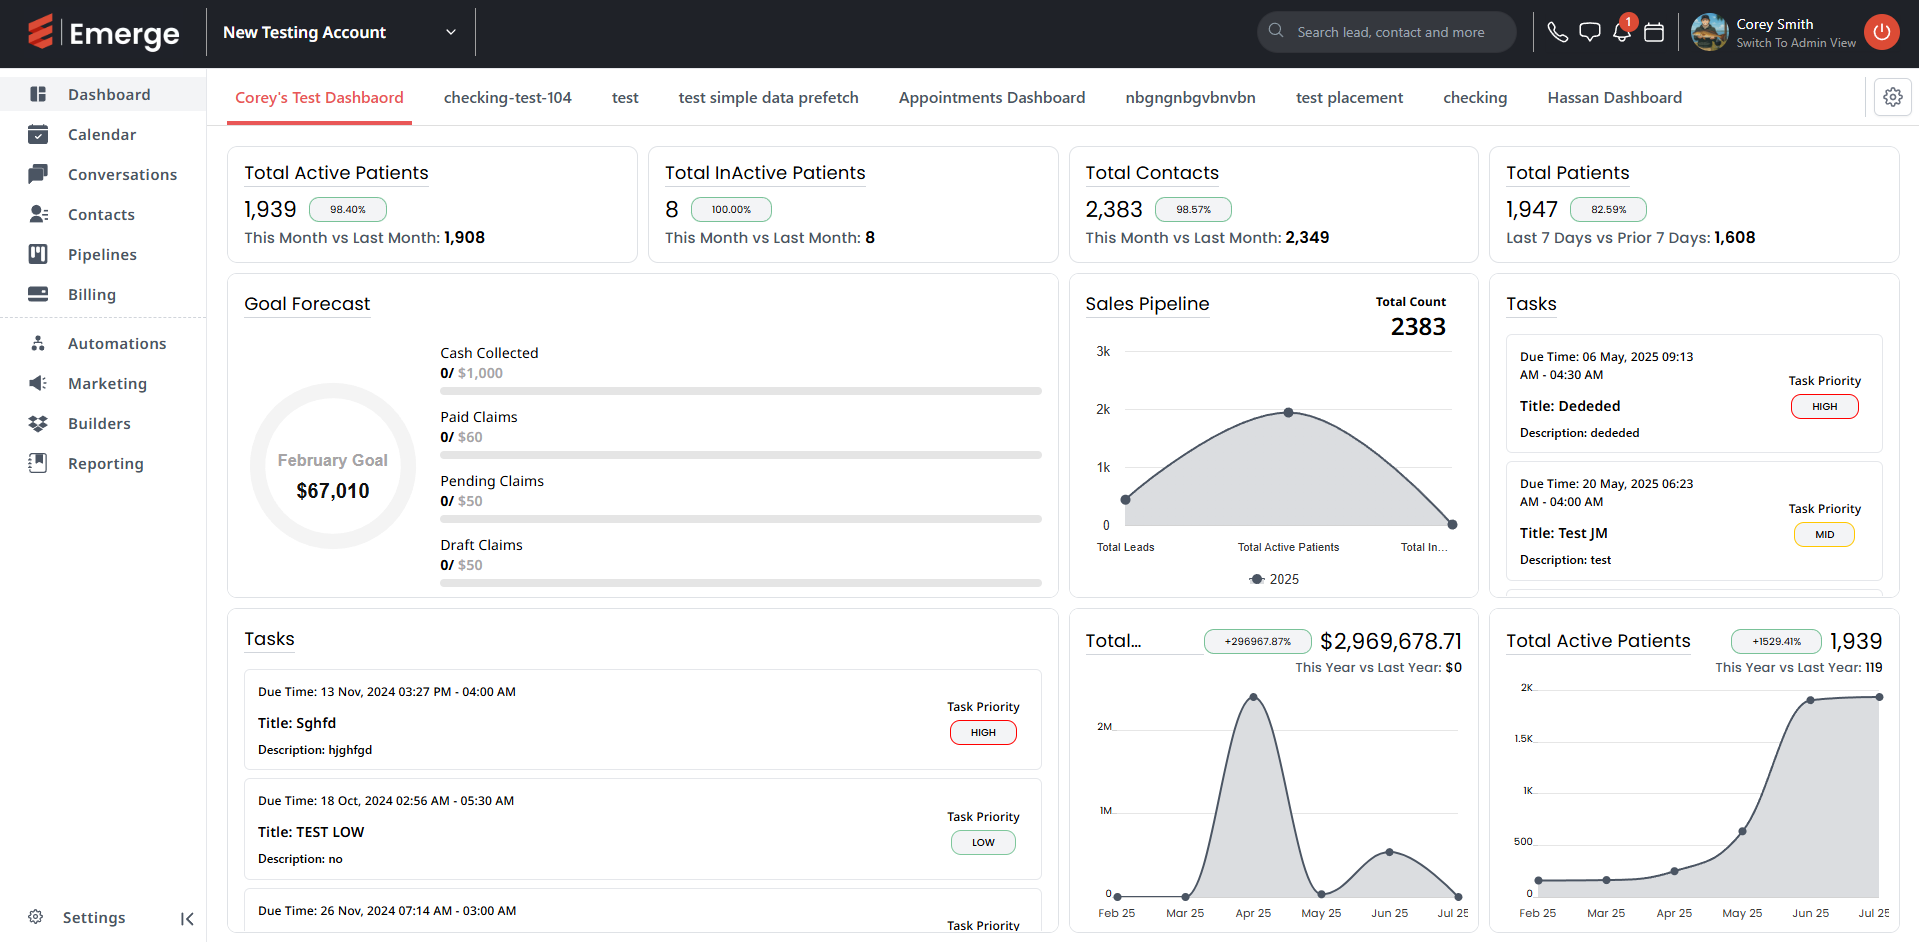 Emerge
New Testing Account
Search lead, contact and more
1
Corey Smith
Switch To Admin View
Dashboard
Calendar
Conversations
Contacts
Pipelines
Billing
Automations
Marketing
Builders
Reporting
Settings
Corey's Test Dashbaord
checking-test-104
test
test simple data prefetch
Appointments Dashboard
nbgngnbgvbnvbn
test placement
checking
Hassan Dashboard
Total Active Patients
1,939 98.40%
This Month vs Last Month: 1,908
Total InActive Patients
8 100.00%
This Month vs Last Month: 8
Total Contacts
2,383 98.57%
This Month vs Last Month: 2,349
Total Patients
1,947 82.59%
Last 7 Days vs Prior 7 Days: 1,608
Goal Forecast
February Goal
$67,010
Cash Collected
0/ $1,000
Paid Claims
0/ $60
Pending Claims
0/ $50
Draft Claims
0/ $50
Sales Pipeline
Total Count
2383
3k
2k
1k
0
Total Leads
Total Active Patients
Total In...
2025
Tasks
Due Time: 06 May, 2025 09:13
AM - 04:30 AM
Title: Dededed
Description: dededed
Task Priority
HIGH
Due Time: 20 May, 2025 06:23
AM - 04:00 AM
Title: Test JM
Description: test
Task Priority
MID
Tasks
Due Time: 13 Nov, 2024 03:27 PM - 04:00 AM
Title: Sghfd
Description: hjghfgd
Task Priority
HIGH
Due Time: 18 Oct, 2024 02:56 AM - 05:30 AM
Title: TEST LOW
Description: no
Task Priority
LOW
Due Time: 26 Nov, 2024 07:14 AM - 03:00 AM
Task Priority
Total... +296967.87% $2,969,678.71
This Year vs Last Year: $0
2M
1M
0
Feb 25 Mar 25 Apr 25 May 25 Jun 25 Jul 25
Total Active Patients +1529.41% 1,939
This Year vs Last Year: 119
2K
1.5K
1K
500
0
Feb 25 Mar 25 Apr 25 May 25 Jun 25 Jul 25